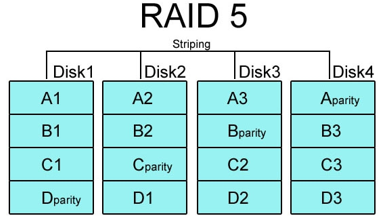 RAID 5
Striping
Disk1 Disk2 Disk3 Disk4
A1 A2 A3 Aparity
B1 B2 Bparity B3
C1 Cparity C2 C3
Dparity D1 D2 D3